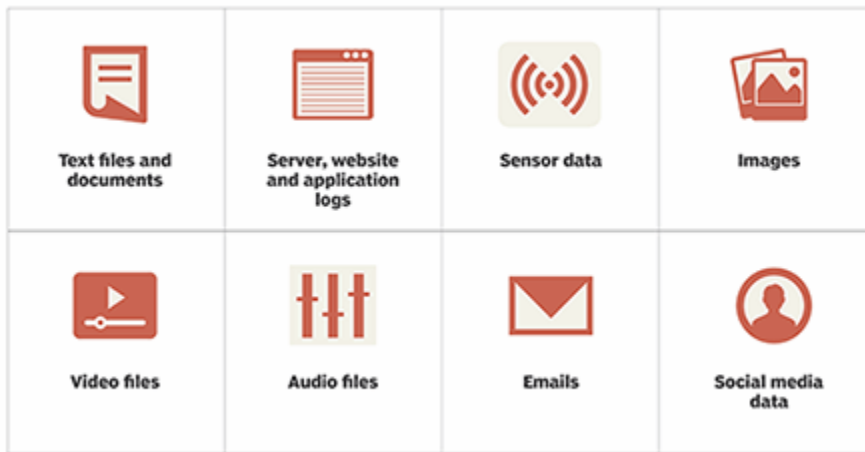 Text files and
documents
Server, website
and application
logs
Sensor data
Images
Video files
Audio files
Emails
Social media
data